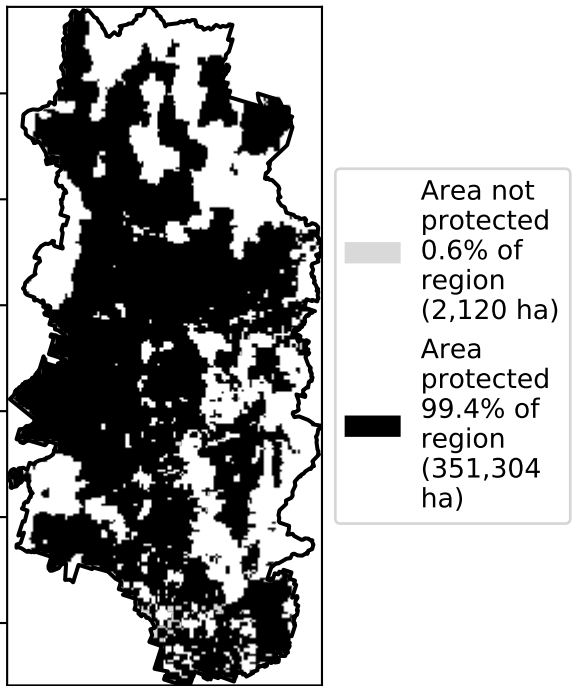 Area not
protected
0.6% of
region
(2,120 ha)
Area
protected
99.4% of
region
(351,304
ha)